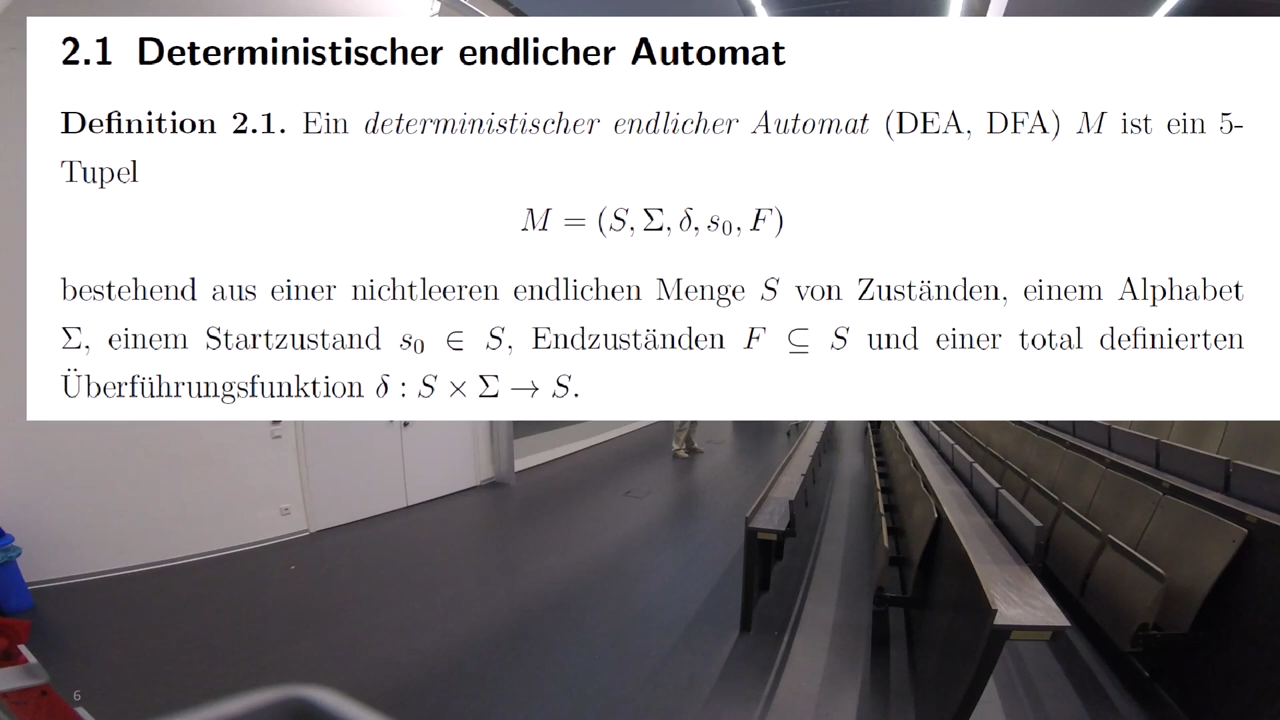 2.1 Deterministischer endlicher Automat
Definition 2.1. Ein deterministischer endlicher Automat (DEA, DFA) M ist ein 5-
Tupel
M = (S, Σ, δ, s₀, F)
bestehend aus einer nichtleeren endlichen Menge S von Zuständen, einem Alphabet
Σ, einem Startzustand s₀ ∈ S, Endzuständen F ⊆ S und einer total definierten
Überführungsfunktion δ : S × Σ → S.
6